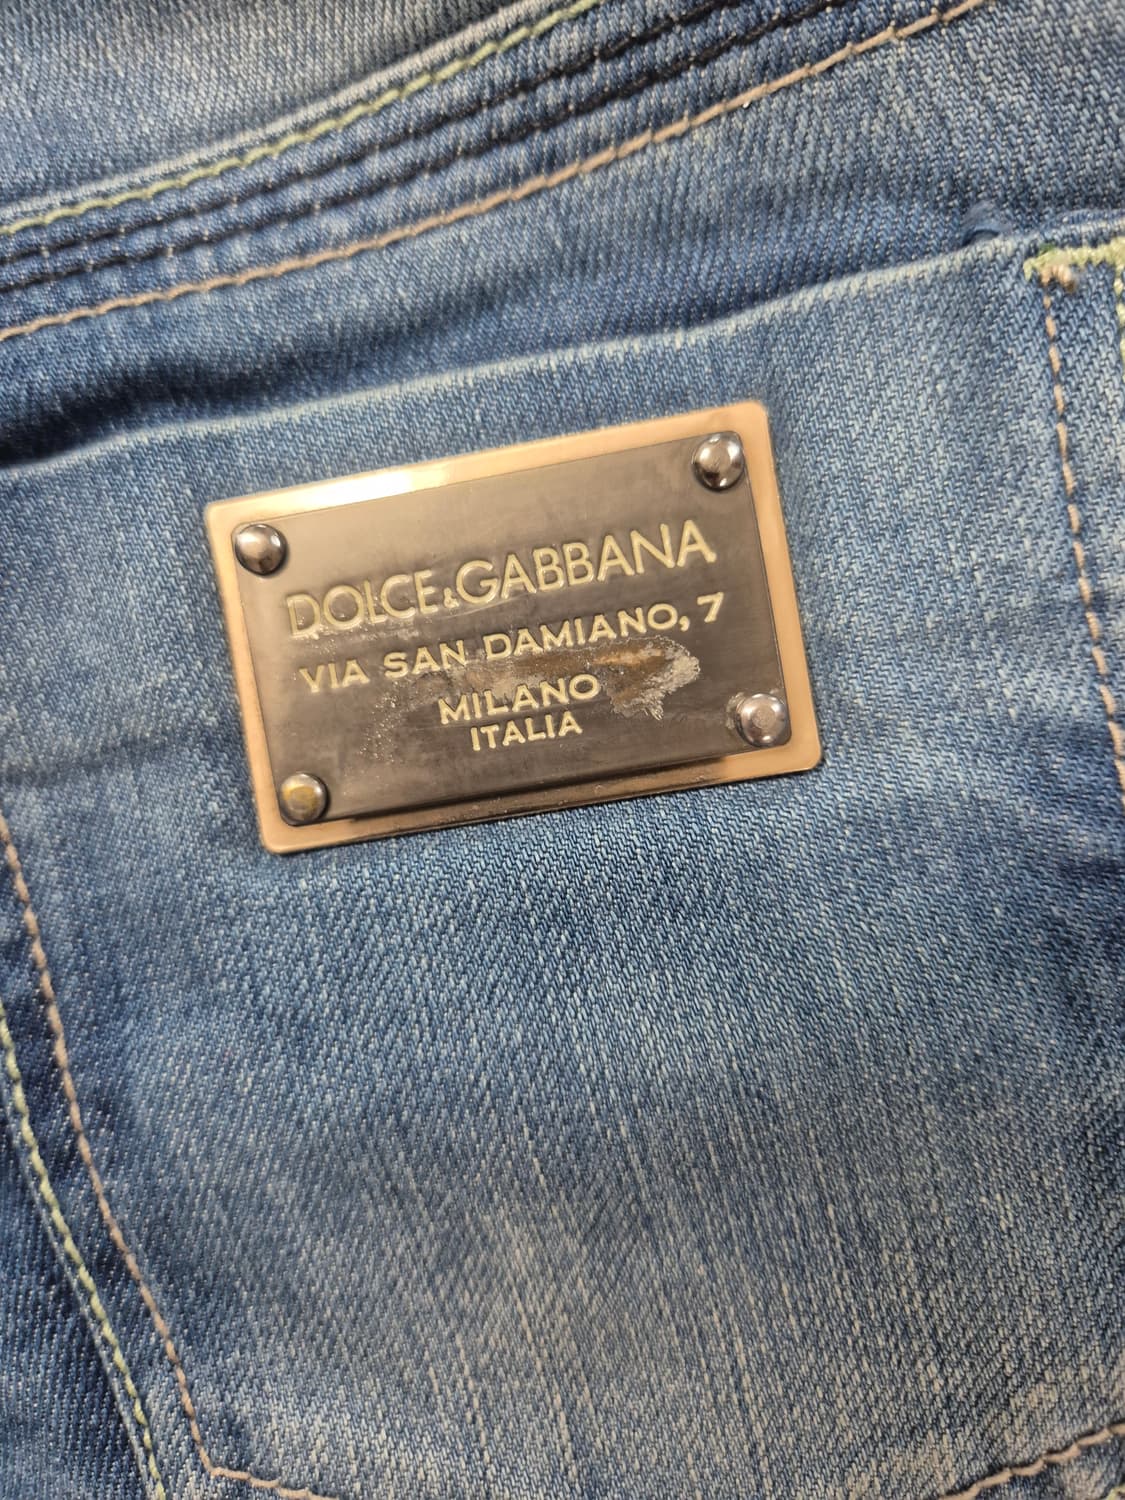 DOLCE&GABBANA
VIA SAN DAMIANO, 7
MILANO
ITALIA